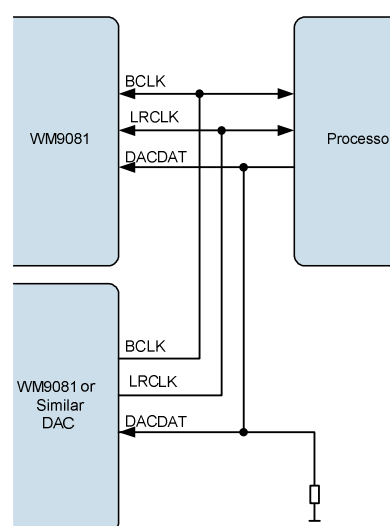 BCLK
LRCLK
WM9081
Processo
DACDAT
BCLK
WM9081 or
LRCLK
Similar
DAC
DACDAT